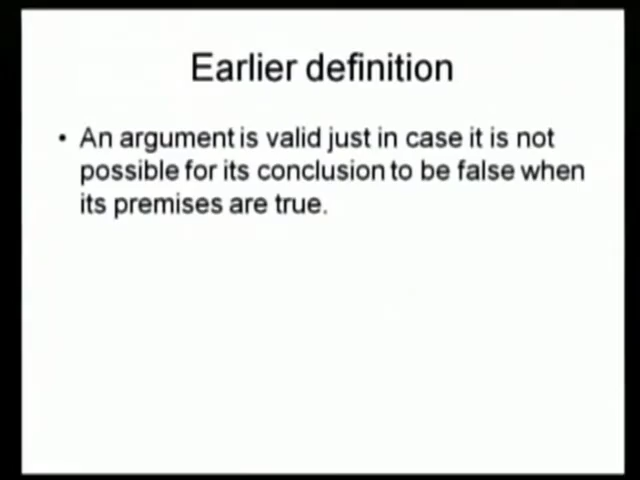 Earlier definition
• An argument is valid just in case it is not
possible for its conclusion to be false when
its premises are true.